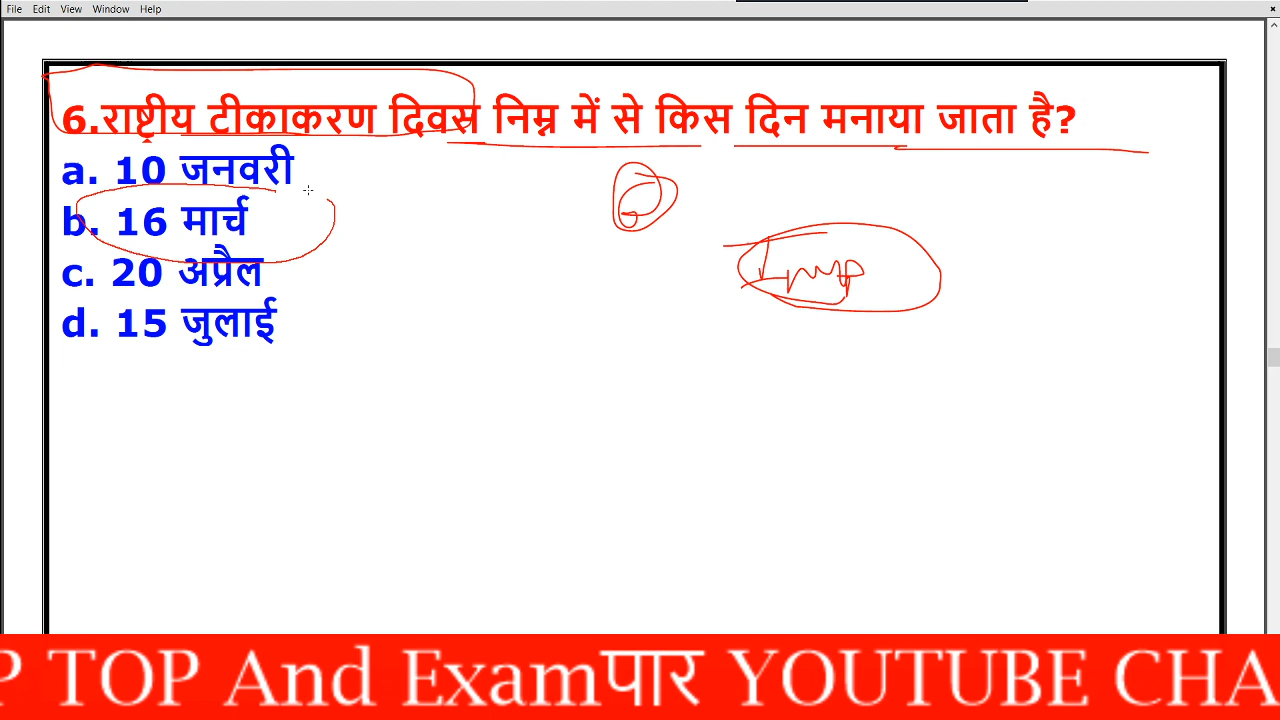 File Edit View Window Help
6.राष्ट्रीय टीकाकरण दिवस निम्न में से किस दिन मनाया जाता है?
a. 10 जनवरी
b. 16 मार्च
c. 20 अप्रैल
d. 15 जुलाई
Imp
P TOP And Examपार YOUTUBE CHA